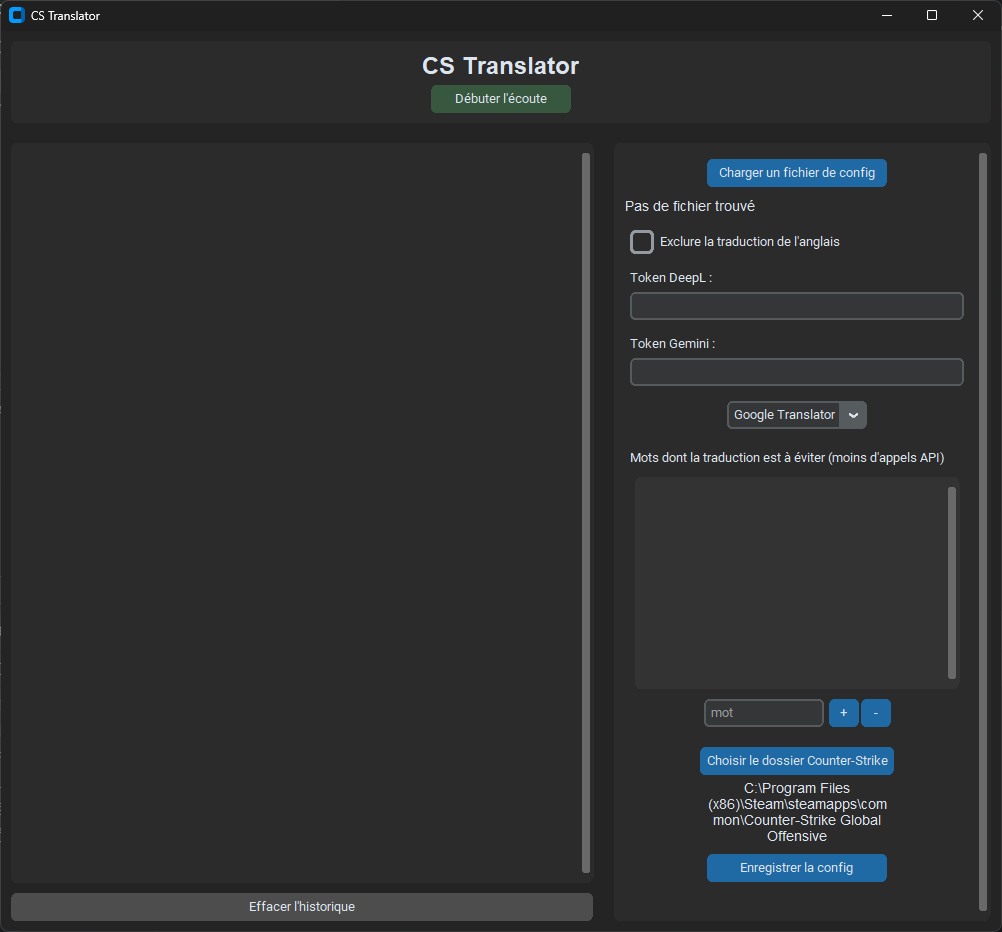 CS Translator
CS Translator
Débuter l'écoute
Charger un fichier de config
Pas de fichier trouvé
Exclure la traduction de l'anglais
Token DeepL :
Token Gemini :
Google Translator
Mots dont la traduction est à éviter (moins d'appels API)
mot
+
-
Choisir le dossier Counter-Strike
C:\Program Files
(x86)\Steam\steamapps\com
mon\Counter-Strike Global
Offensive
Enregistrer la config
Effacer l'historique